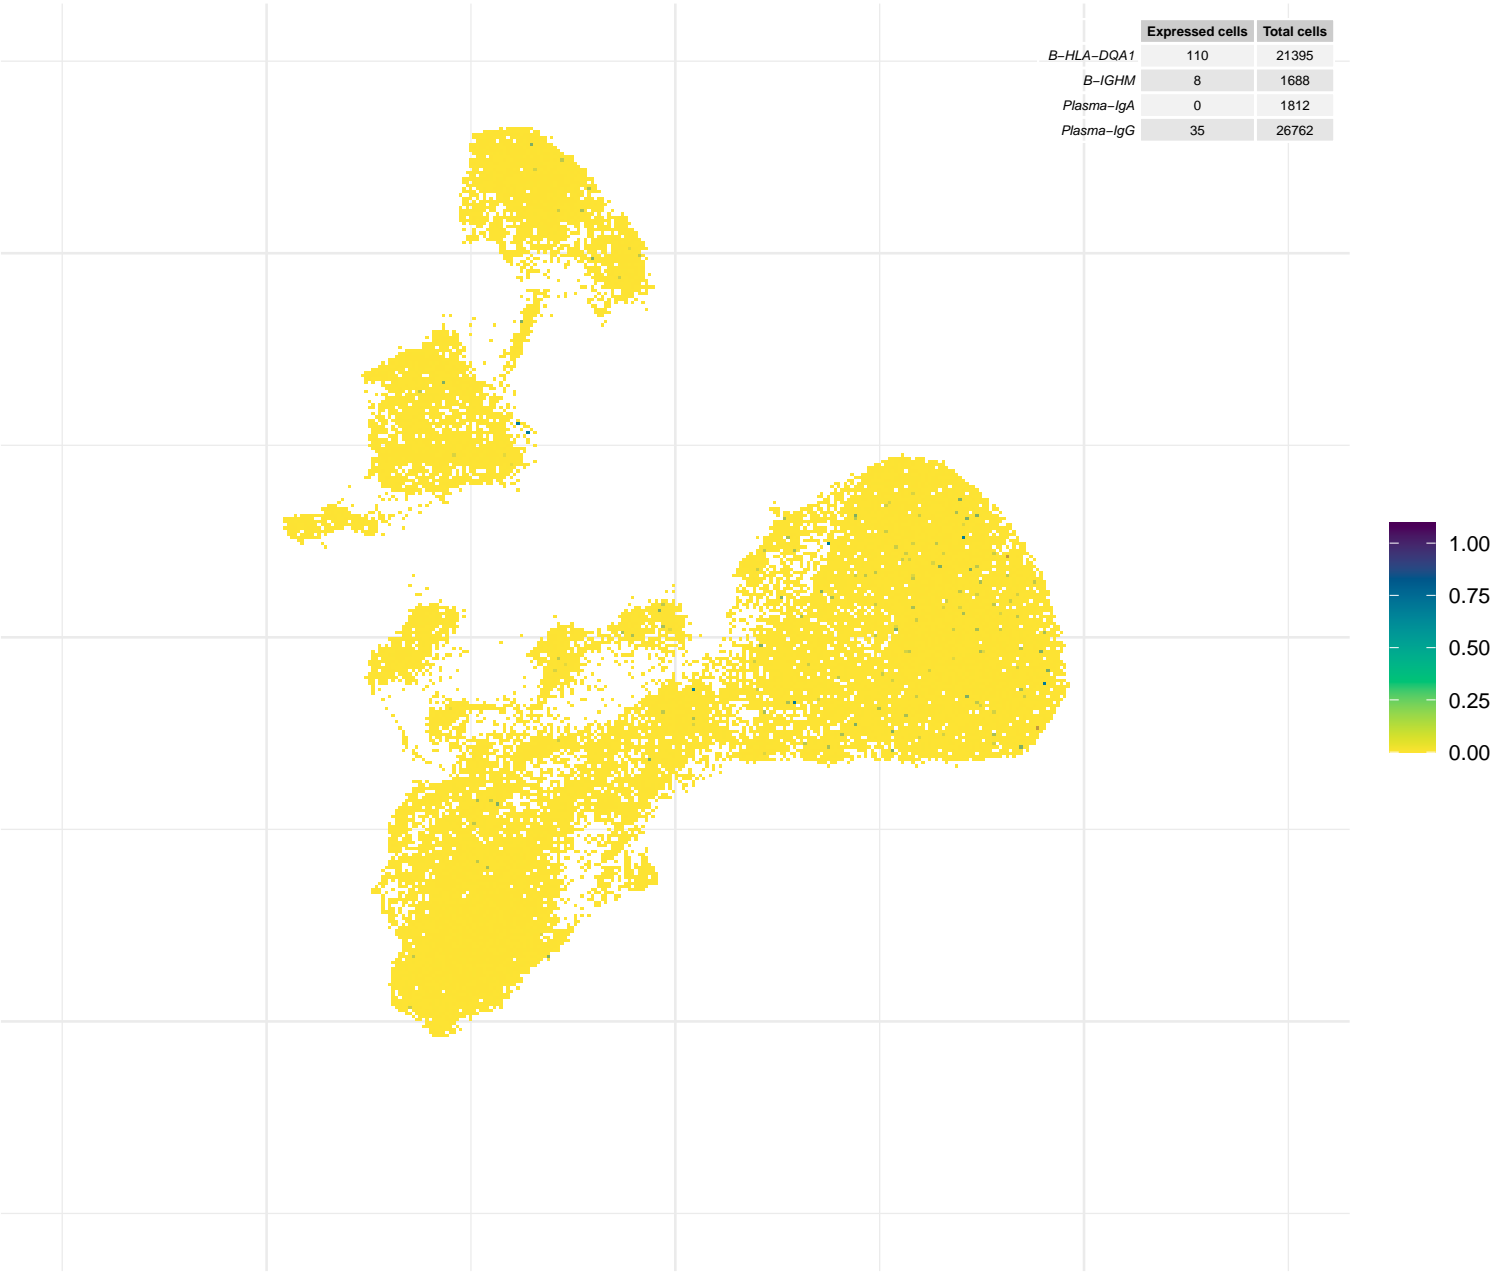 Expressed cells Total cells
B−HLA−DQA1 110 21395
B−IGHM 8 1688
Plasma−IgA 0 1812
Plasma−IgG 35 26762
1.00
0.75
0.50
0.25
0.00